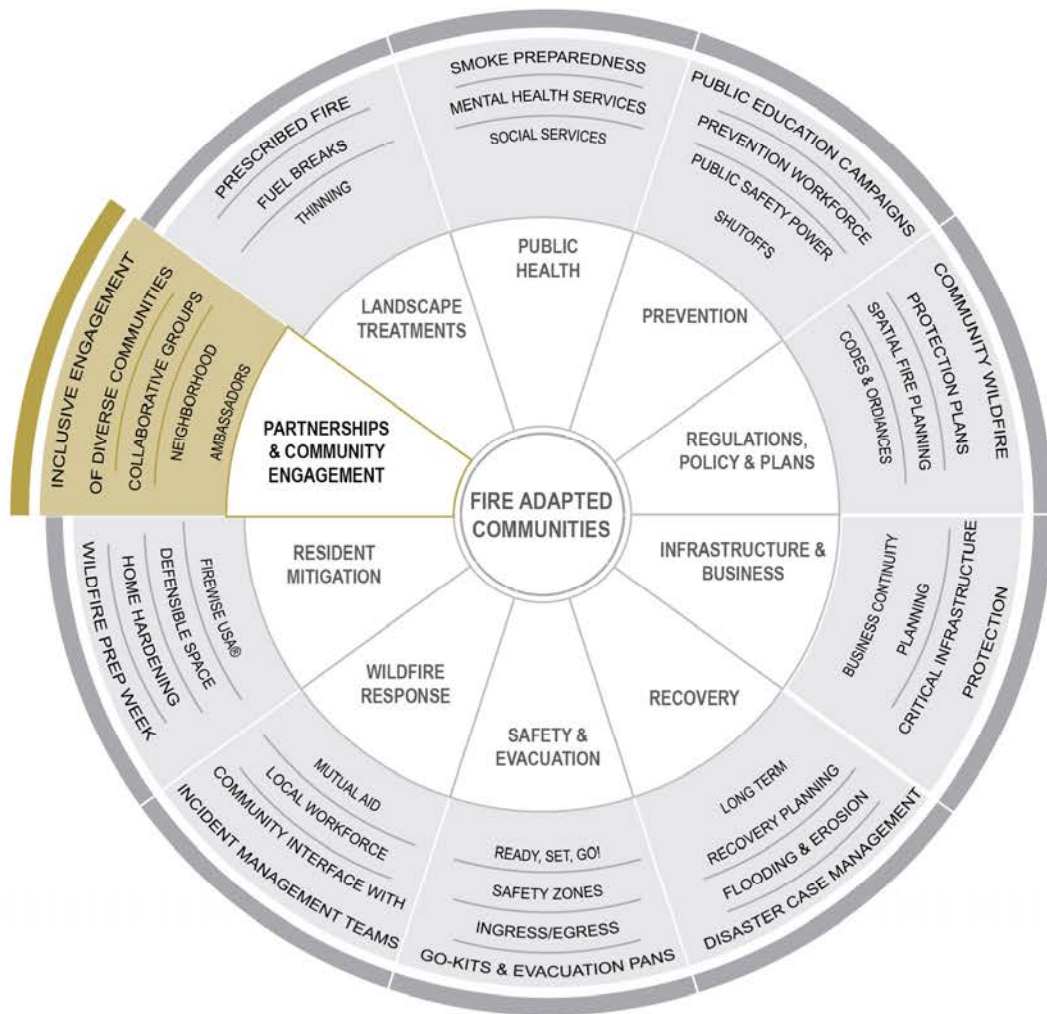 FIRE ADAPTED
COMMUNITIES
PUBLIC
HEALTH
SMOKE PREPAREDNESS
MENTAL HEALTH SERVICES
SOCIAL SERVICES
PREVENTION
PUBLIC EDUCATION CAMPAIGNS
PREVENTION WORKFORCE
PUBLIC SAFETY POWER
SHUTOFFS
REGULATIONS,
POLICY & PLANS
COMMUNITY WILDFIRE
PROTECTION PLANS
SPATIAL FIRE PLANNING
CODES & ORDIANCES
INFRASTRUCTURE &
BUSINESS
BUSINESS CONTINUITY
PLANNING
CRITICAL INFRASTRUCTURE
PROTECTION
RECOVERY
LONG TERM
RECOVERY PLANNING
FLOODING & EROSION
DISASTER CASE MANAGEMENT
SAFETY &
EVACUATION
READY, SET, GO!
SAFETY ZONES
INGRESS/EGRESS
GO-KITS & EVACUATION PANS
WILDFIRE
RESPONSE
MUTUAL AID
LOCAL WORKFORCE
COMMUNITY INTERFACE WITH
INCIDENT MANAGEMENT TEAMS
RESIDENT
MITIGATION
FIREWISE USA®
DEFENSIBLE SPACE
HOME HARDENING
WILDFIRE PREP WEEK
PARTNERSHIPS
& COMMUNITY
ENGAGEMENT
INCLUSIVE ENGAGEMENT
OF DIVERSE COMMUNITIES
COLLABORATIVE GROUPS
NEIGHBORHOOD
AMBASSADORS
LANDSCAPE
TREATMENTS
PRESCRIBED FIRE
FUEL BREAKS
THINNING